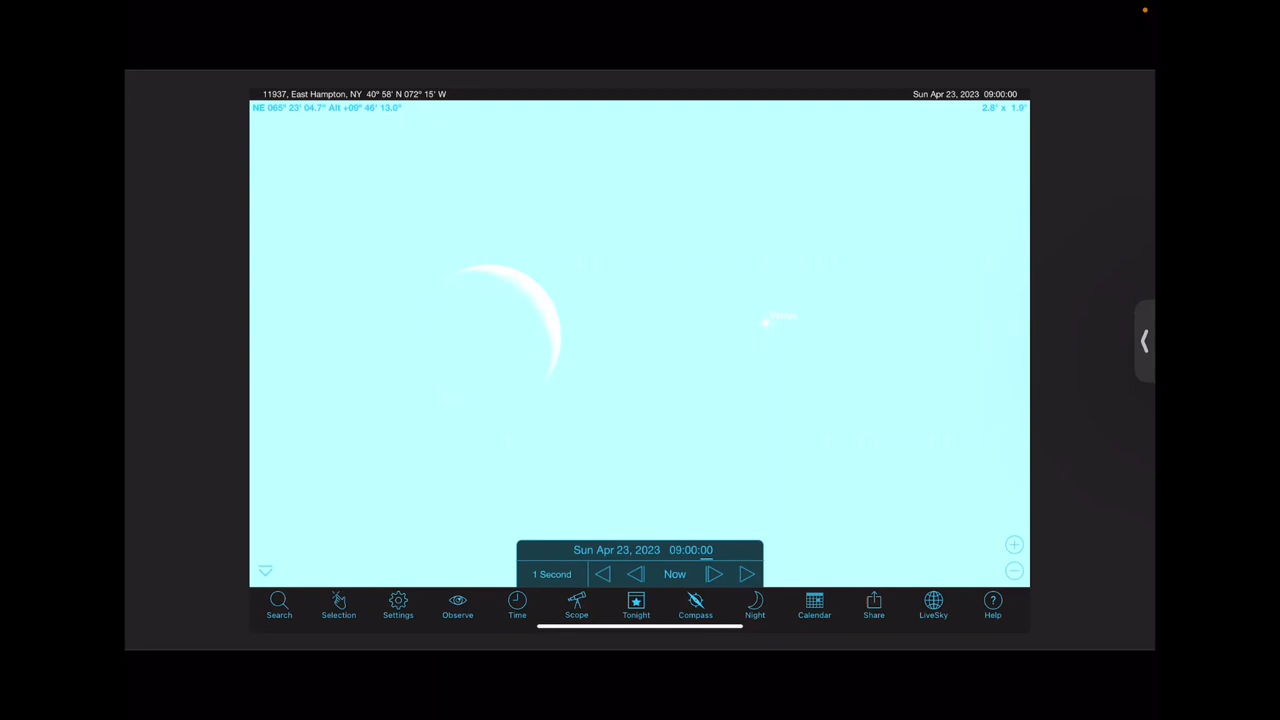 11937, East Hampton, NY 40° 58' N 072° 15' W
Sun Apr 23, 2023 09:00:00
NE 065° 23' 04.7" Alt +09° 46' 13.0"
2.8° x 1.9°
Sun Apr 23, 2023 09:00:00
1 Second
Now
Search
Selection
Settings
Observe
Time
Scope
Tonight
Compass
Night
Calendar
Share
LiveSky
Help